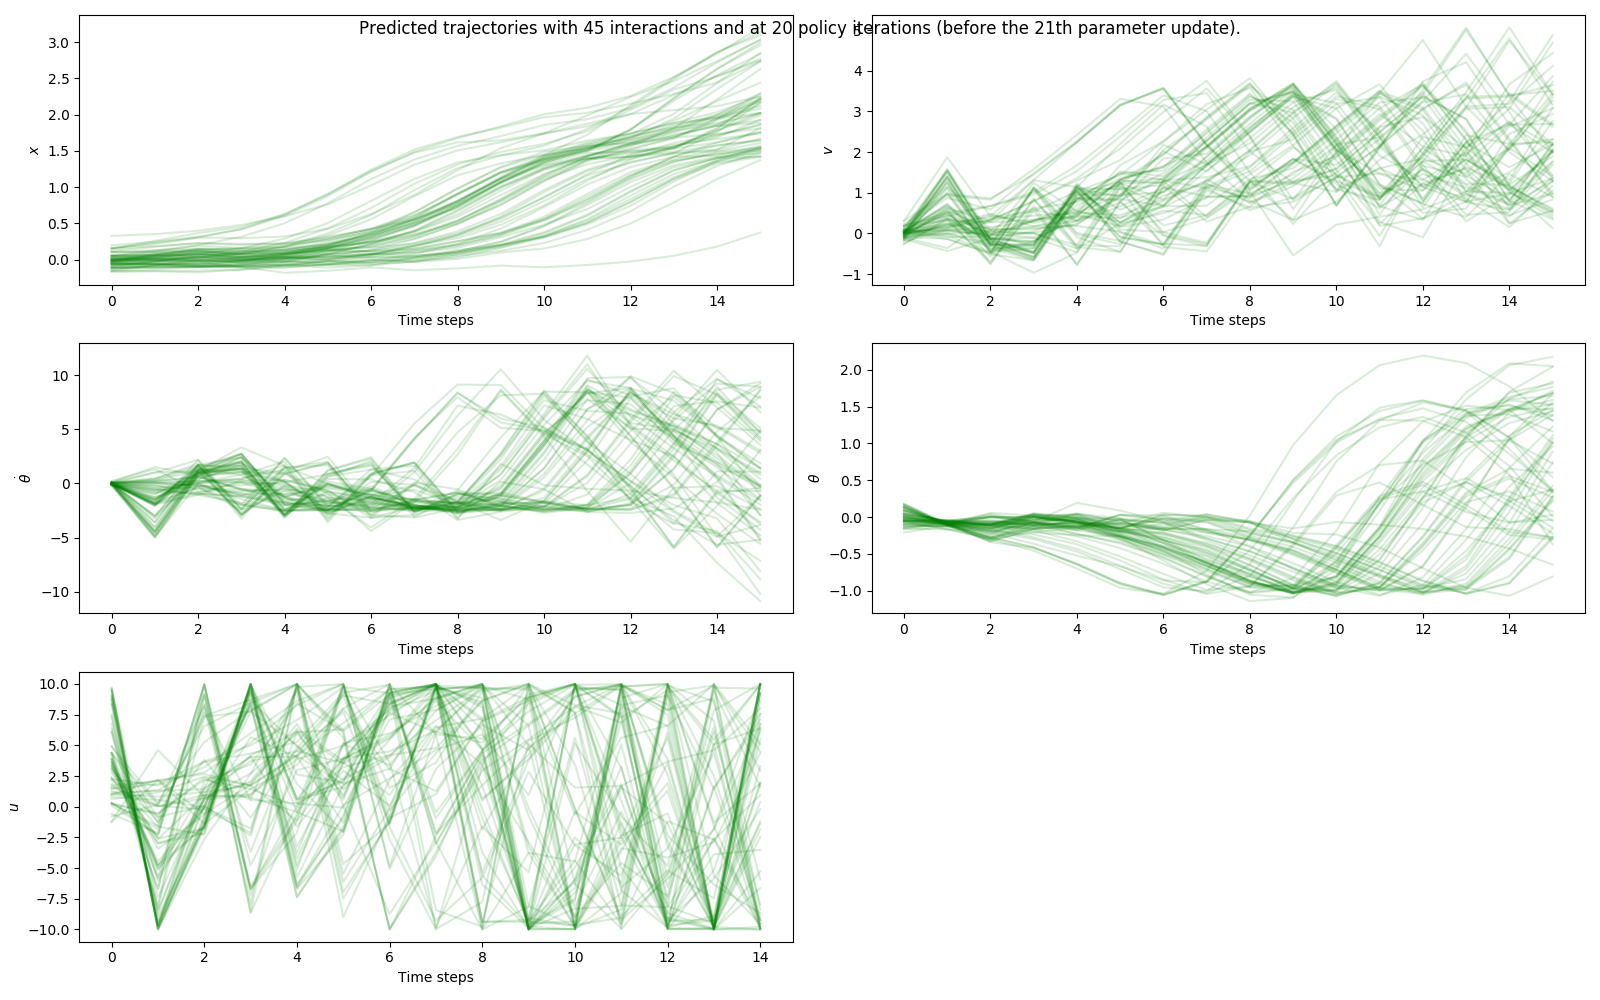 Predicted trajectories with 45 interactions and at 20 policy iterations (before the 21th parameter update).
x
3.0
2.5
2.0
1.5
1.0
0.5
0.0
0 2 4 6 8 10 12 14
Time steps
v
5
4
3
2
1
0
−1
0 2 4 6 8 10 12 14
Time steps
θ̇
10
5
0
−5
−10
0 2 4 6 8 10 12 14
Time steps
θ
2.0
1.5
1.0
0.5
0.0
−0.5
−1.0
0 2 4 6 8 10 12 14
Time steps
u
10.0
7.5
5.0
2.5
0.0
−2.5
−5.0
−7.5
−10.0
0 2 4 6 8 10 12 14
Time steps